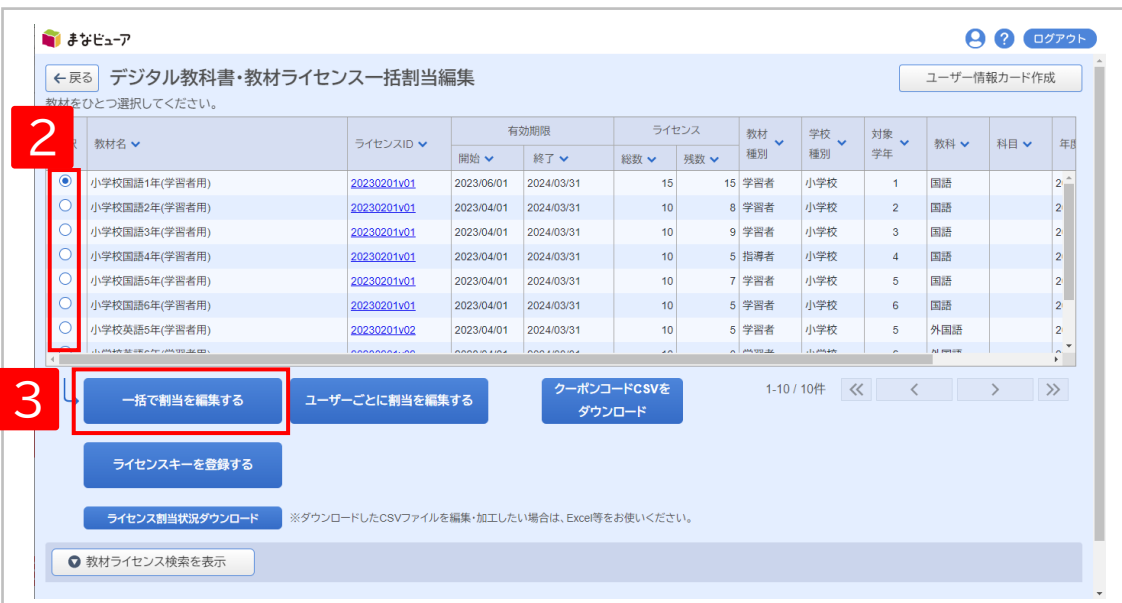 まなビューア ログアウト
←戻る デジタル教科書・教材ライセンス一括割当編集 ユーザー情報カード作成
教材をひとつ選択してください。
2
教材名 ライセンスID 有効期限 ライセンス 教材種別 学校種別 対象学年 教科 科目
開始 終了 総数 残数
小学校国語1年(学習者用) 20230201v01 2023/06/01 2024/03/31 15 15 学習者 小学校 1 国語
小学校国語2年(学習者用) 20230201v01 2023/04/01 2024/03/31 10 8 学習者 小学校 2 国語
小学校国語3年(学習者用) 20230201v01 2023/04/01 2024/03/31 10 9 学習者 小学校 3 国語
小学校国語4年(学習者用) 20230201v01 2023/04/01 2024/03/31 10 5 指導者 小学校 4 国語
小学校国語5年(学習者用) 20230201v01 2023/04/01 2024/03/31 10 7 学習者 小学校 5 国語
小学校国語6年(学習者用) 20230201v01 2023/04/01 2024/03/31 10 5 学習者 小学校 6 国語
小学校英語5年(学習者用) 20230201v02 2023/04/01 2024/03/31 10 5 学習者 小学校 5 外国語
3
一括で割当を編集する ユーザーごとに割当を編集する クーポンコードCSVを
ダウンロード
1-10 / 10件
ライセンスキーを登録する
ライセンス割当状況ダウンロード ※ダウンロードしたCSVファイルを編集・加工したい場合は、Excel等をお使いください。
教材ライセンス検索を表示